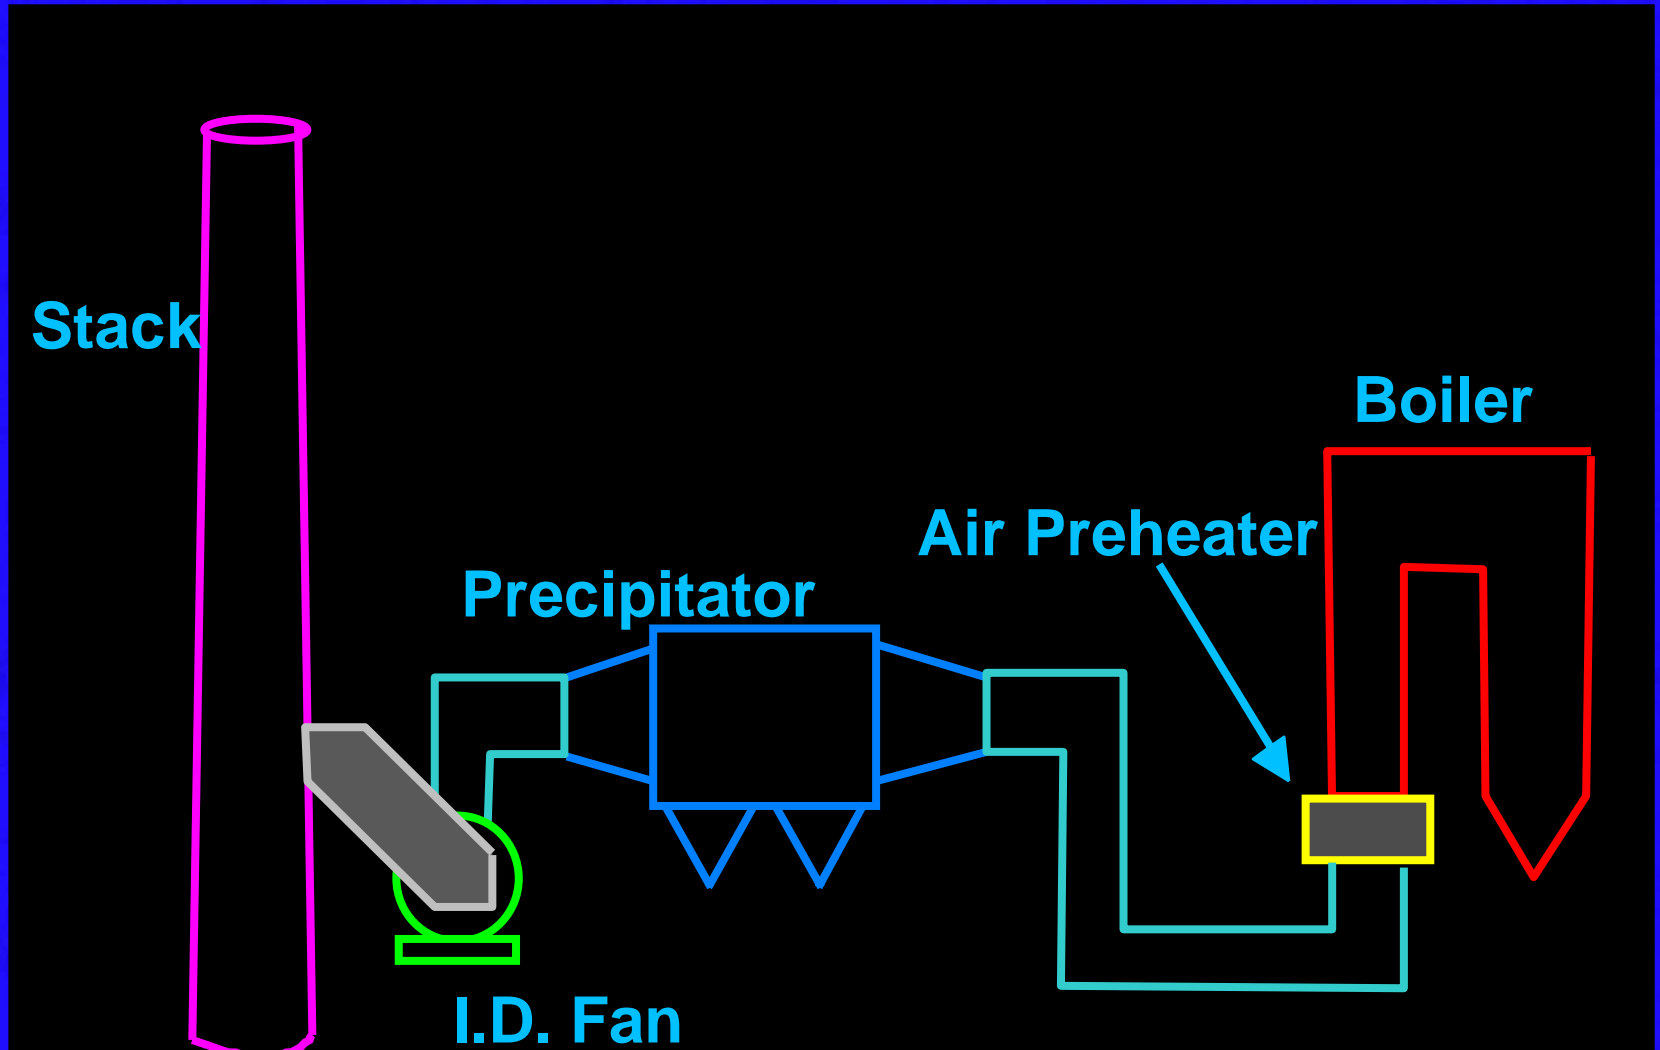 Stack
Boiler
Air Preheater
Precipitator
I.D. Fan